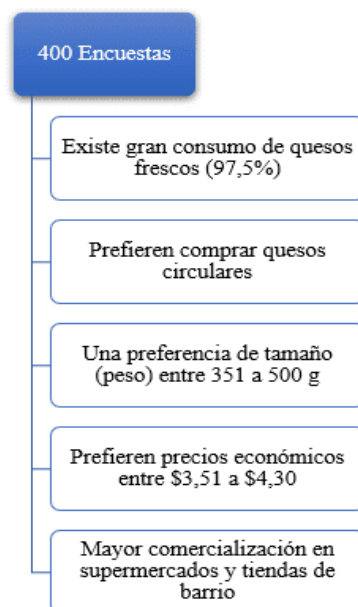 400 Encuestas
Existe gran consumo de quesos
frescos (97,5%)
Prefieren comprar quesos
circulares
Una preferencia de tamaño
(peso) entre 351 a 500 g
Prefieren precios económicos
entre $3,51 a $4,30
Mayor comercialización en
supermercados y tiendas de
barrio